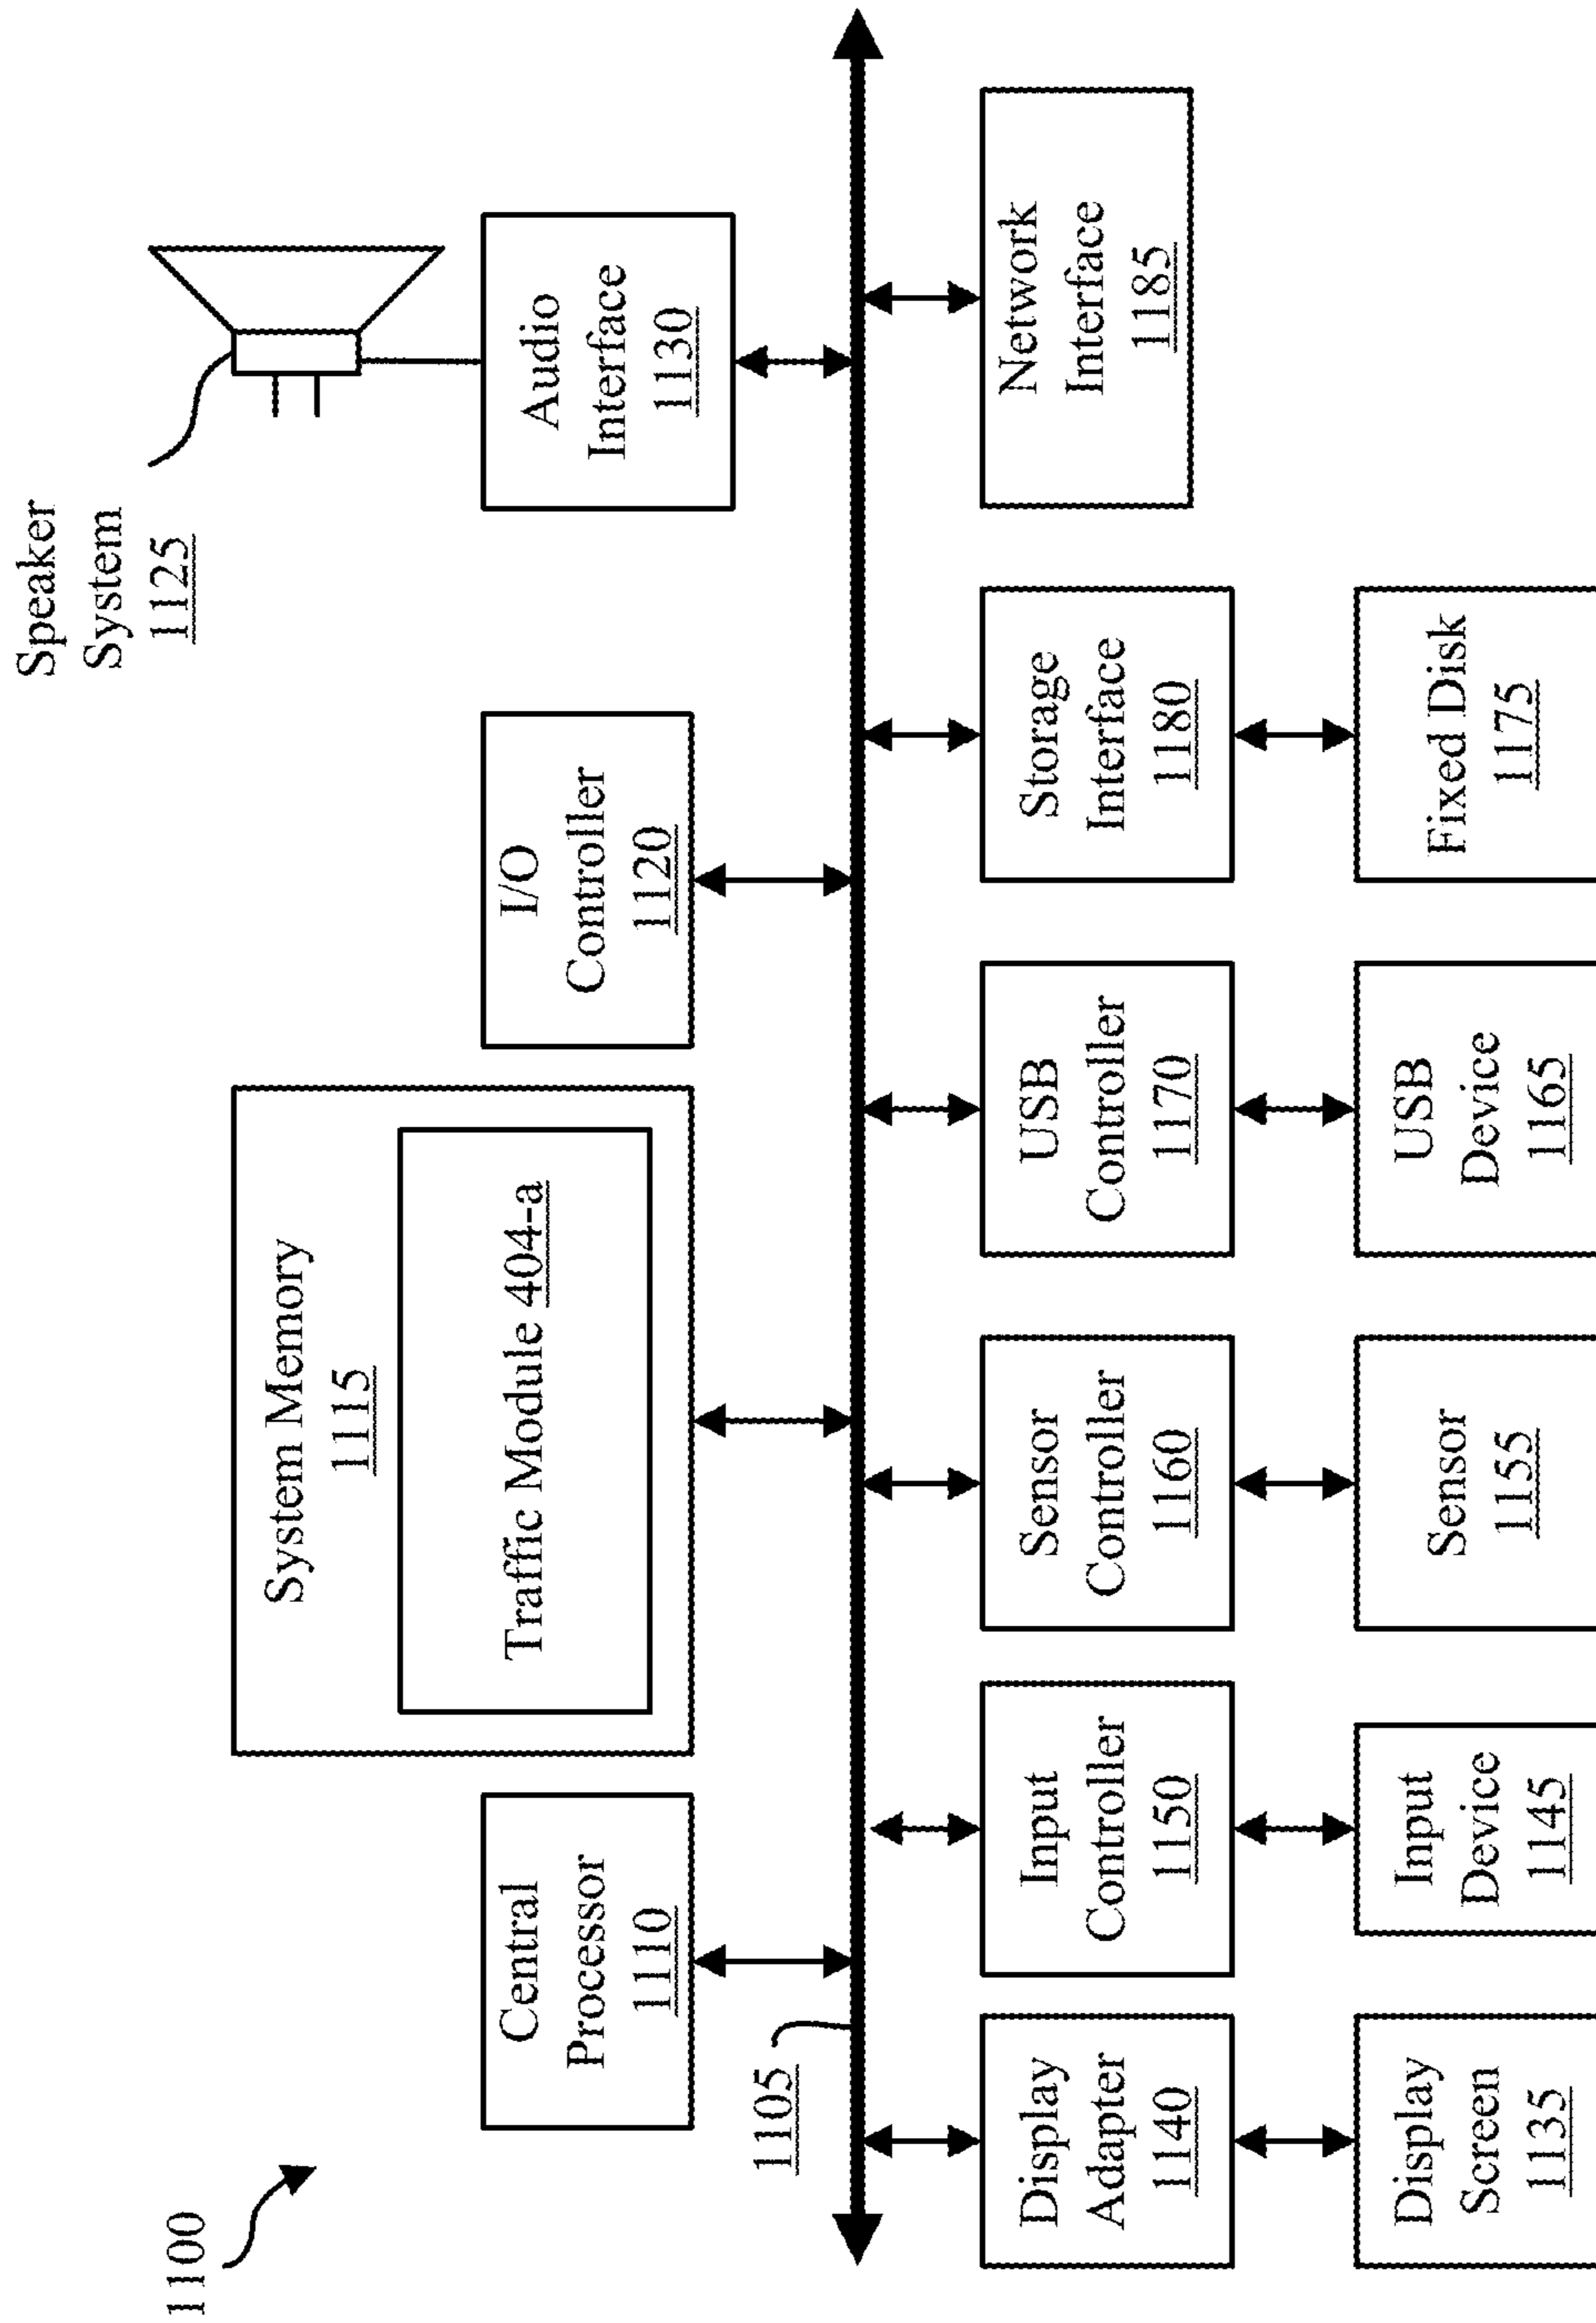 1100
Speaker
System
1125
System Memory
1115
Traffic Module 404-a
Central
Processor
1110
I/O
Controller
1120
Audio
Interface
1130
1105
Display
Adapter
1140
Input
Controller
1150
Sensor
Controller
1160
USB
Controller
1170
Storage
Interface
1180
Network
Interface
1185
Display
Screen
1135
Input
Device
1145
Sensor
1155
USB
Device
1165
Fixed Disk
1175